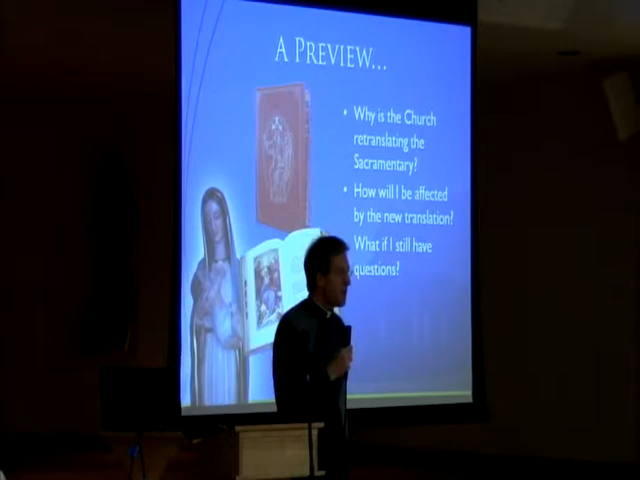 A PREVIEW...
• Why is the Church
retranslating the
Sacramentary?
• How will I be affected
by the new translation?
What if I still have
questions?